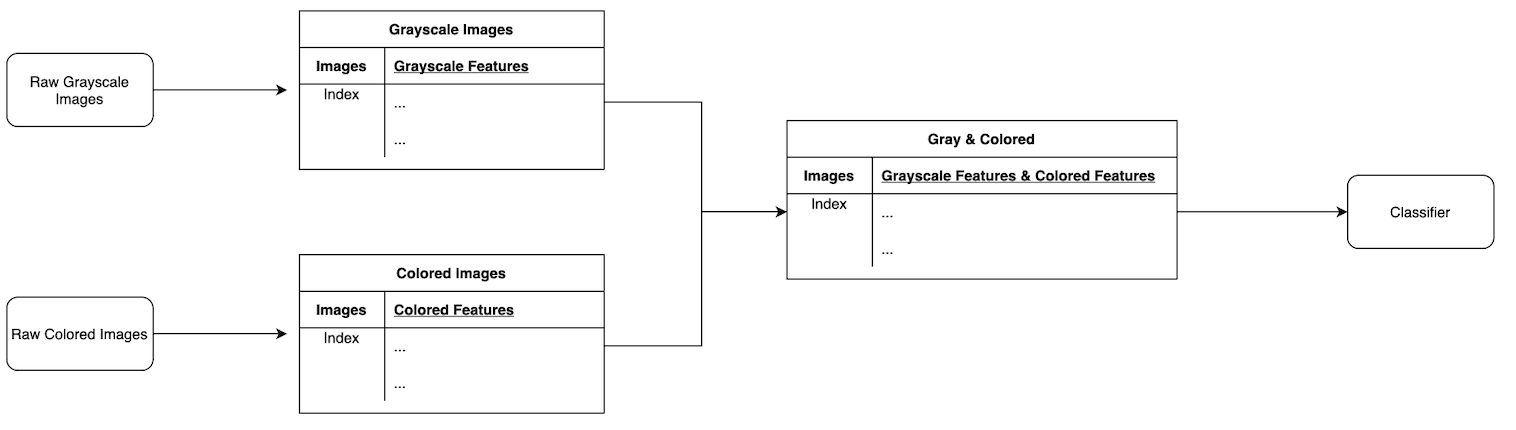 Raw Grayscale
Images
Grayscale Images
Images
Grayscale Features
Index
...
...
Raw Colored Images
Colored Images
Images
Colored Features
Index
...
...
Gray & Colored
Images
Grayscale Features & Colored Features
Index
...
...
Classifier